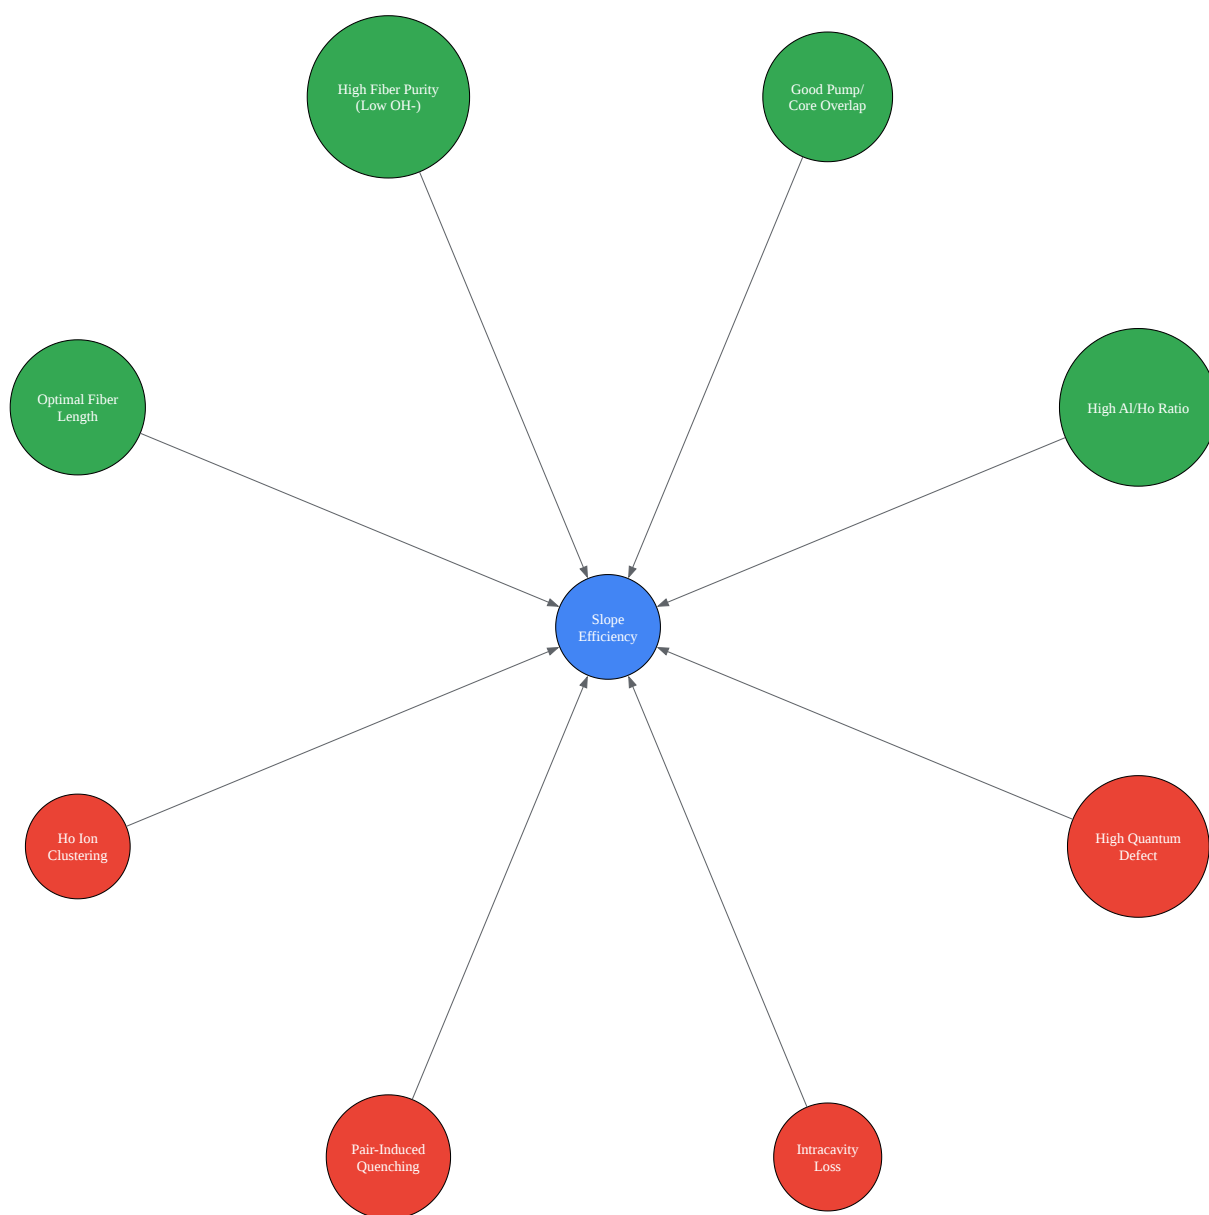 High Fiber Purity
(Low OH-)
Good Pump/
Core Overlap
Optimal Fiber
Length
High Al/Ho Ratio
Slope
Efficiency
Ho Ion
Clustering
High Quantum
Defect
Pair-Induced
Quenching
Intracavity
Loss